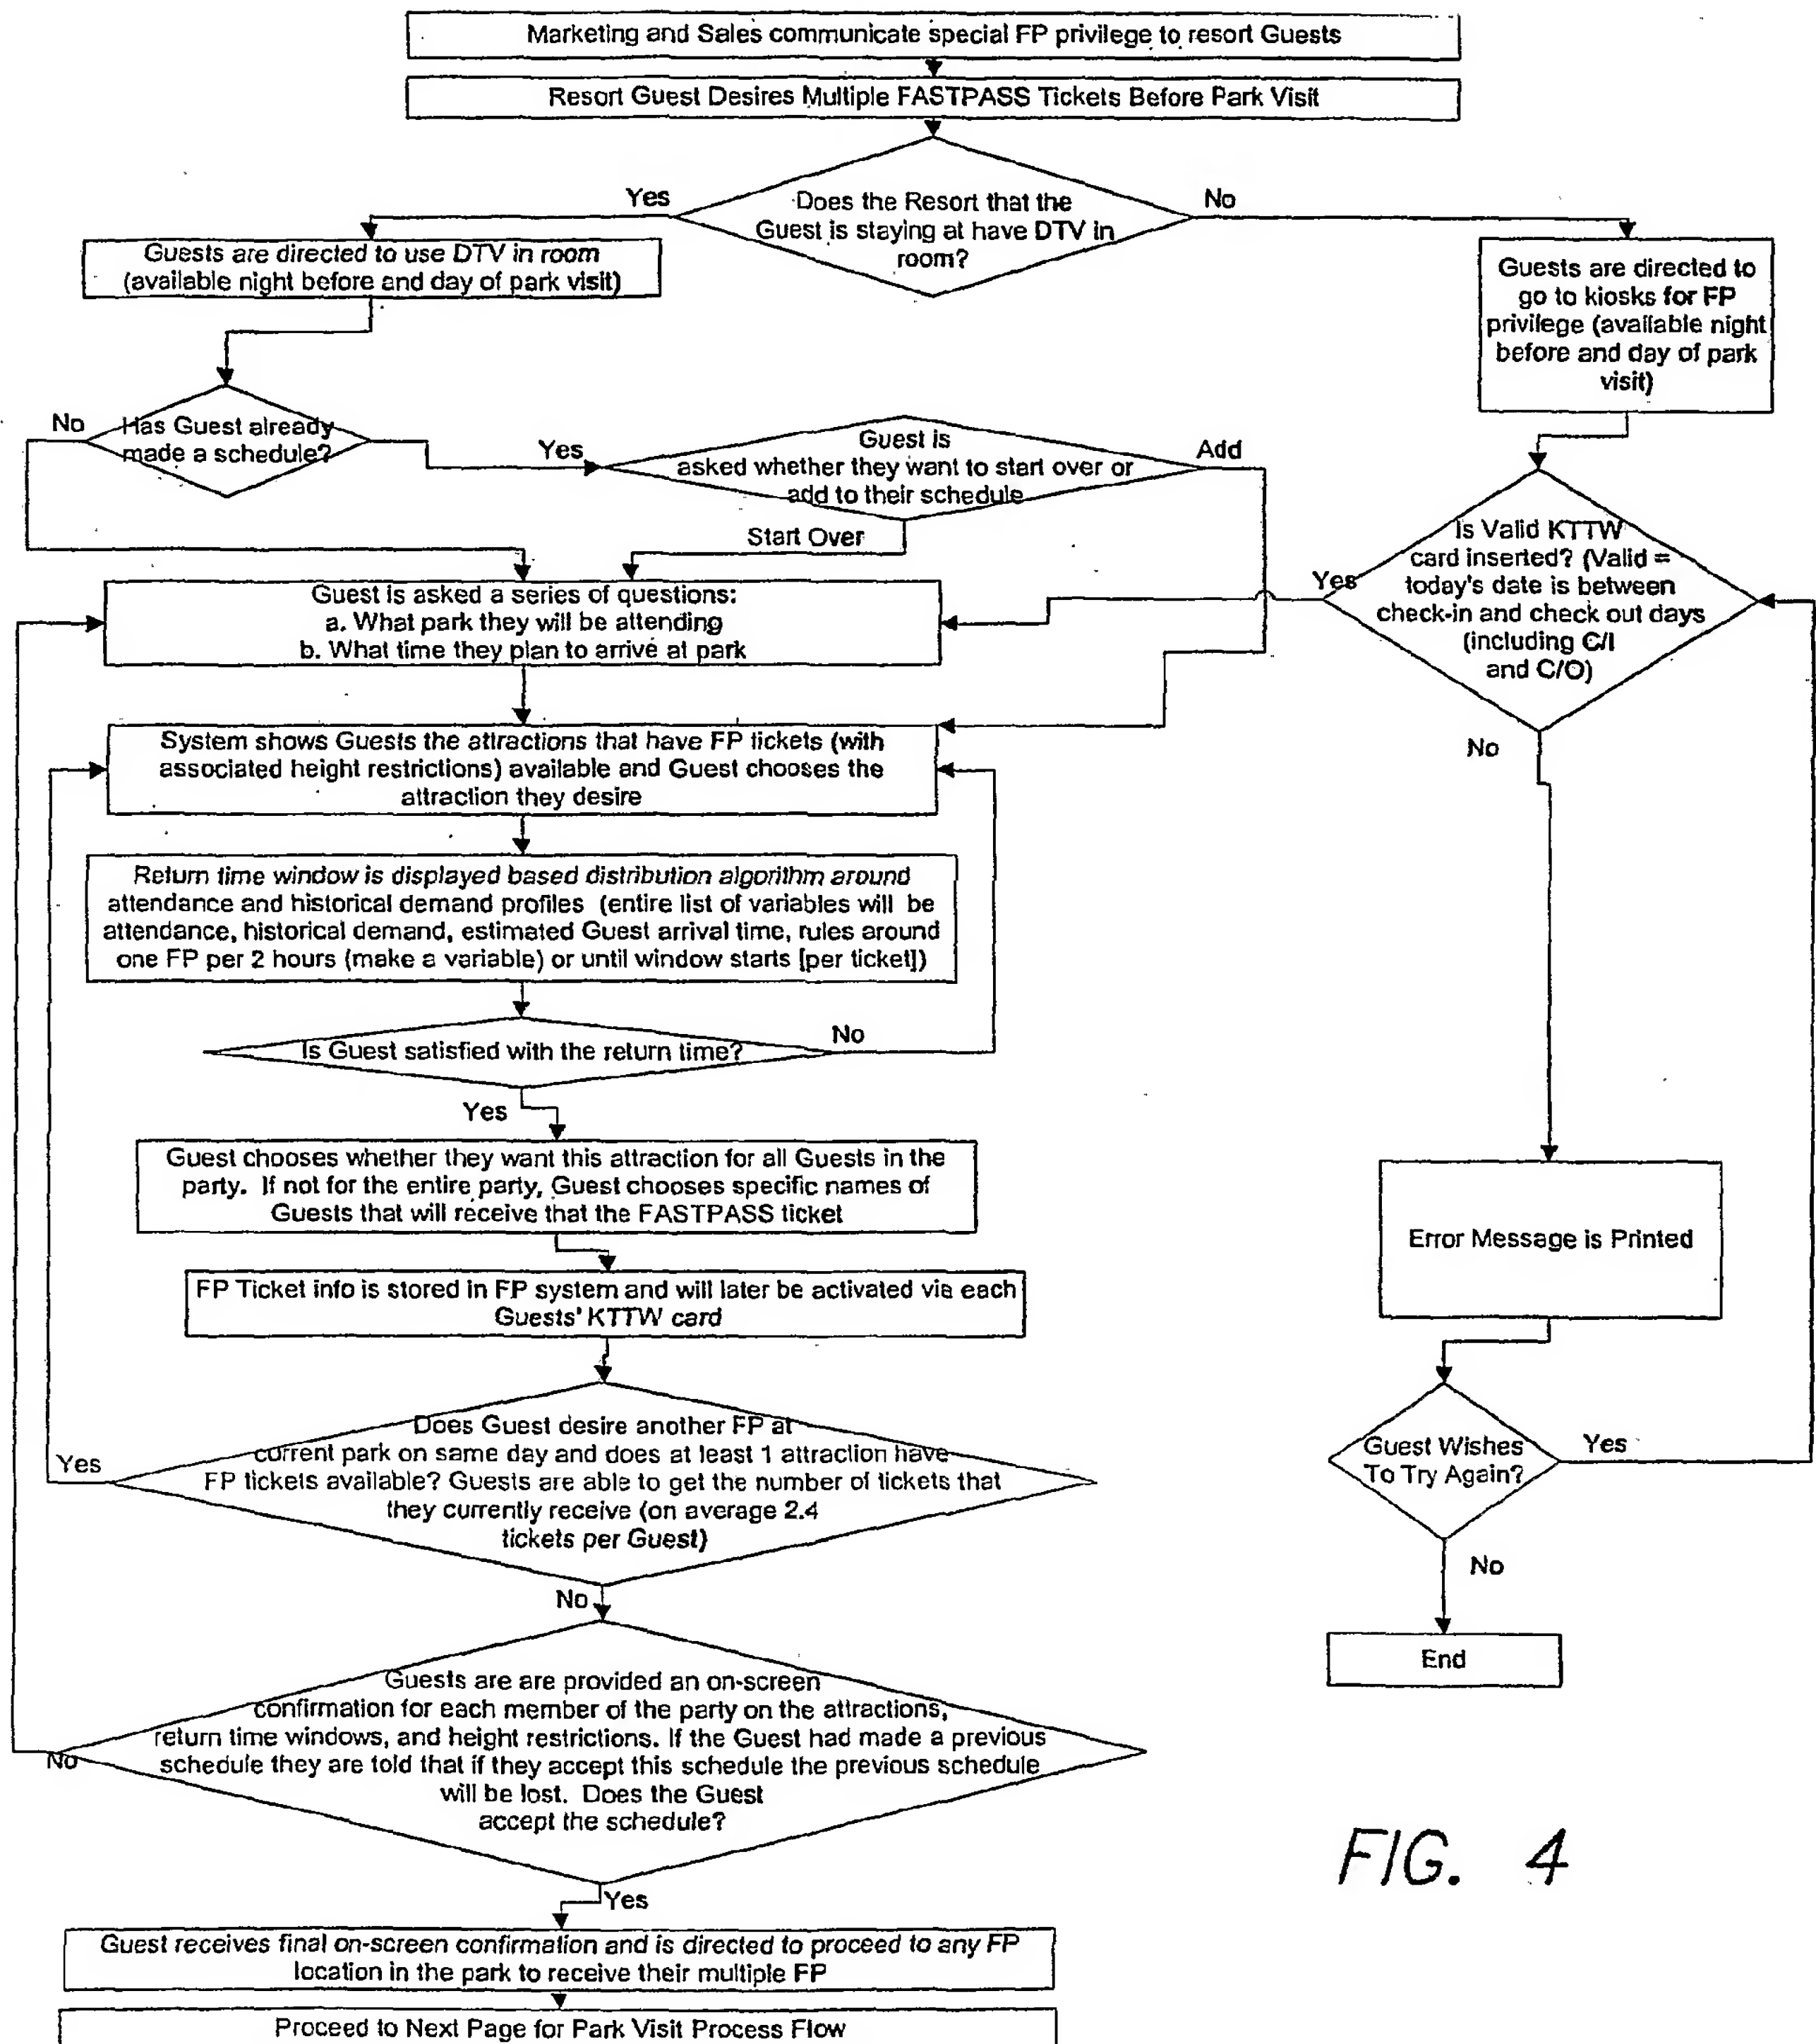 Marketing and Sales communicate special FP privilege to resort Guests
Resort Guest Desires Multiple FASTPASS Tickets Before Park Visit
Does the Resort that the
Guest is staying at have DTV in
room?
Yes
No
Guests are directed to use DTV in room
(available night before and day of park visit)
Guests are directed to
go to kiosks for FP
privilege (available night
before and day of park
visit)
Has Guest already
made a schedule?
No
Yes
Guest is
asked whether they want to start over or
add to their schedule
Add
Start Over
Is Valid KTTW
card inserted? (Valid =
today's date is between
check-in and check out days
(including C/I
and C/O)
Yes
No
Guest is asked a series of questions:
a. What park they will be attending
b. What time they plan to arrive at park
System shows Guests the attractions that have FP tickets (with
associated height restrictions) available and Guest chooses the
attraction they desire
Return time window is displayed based distribution algorithm around
attendance and historical demand profiles (entire list of variables will be
attendance, historical demand, estimated Guest arrival time, rules around
one FP per 2 hours (make a variable) or until window starts [per ticket])
Is Guest satisfied with the return time?
No
Yes
Guest chooses whether they want this attraction for all Guests in the
party. If not for the entire party, Guest chooses specific names of
Guests that will receive that the FASTPASS ticket
FP Ticket info is stored in FP system and will later be activated via each
Guests' KTTW card
Error Message is Printed
Does Guest desire another FP at
current park on same day and does at least 1 attraction have
FP tickets available? Guests are able to get the number of tickets that
they currently receive (on average 2.4
tickets per Guest)
Yes
No
Guest Wishes
To Try Again?
Yes
No
End
Guests are are provided an on-screen
confirmation for each member of the party on the attractions,
return time windows, and height restrictions. If the Guest had made a previous
schedule they are told that if they accept this schedule the previous schedule
will be lost. Does the Guest
accept the schedule?
No
Yes
Guest receives final on-screen confirmation and is directed to proceed to any FP
location in the park to receive their multiple FP
Proceed to Next Page for Park Visit Process Flow
FIG. 4